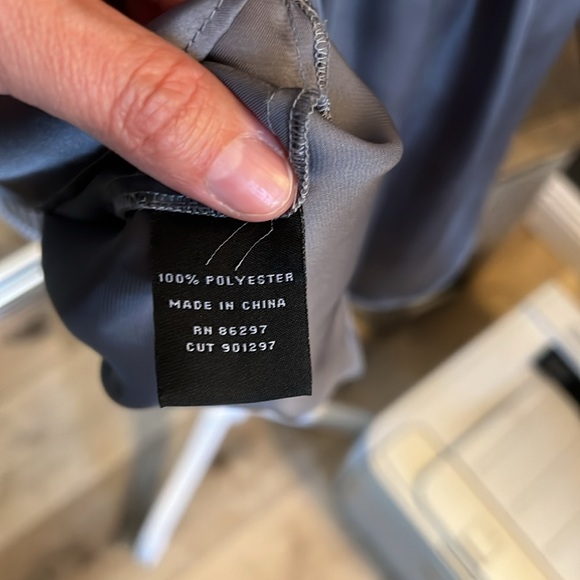 100% POLYESTER
MADE IN CHINA
RN 86297
CUT 901297